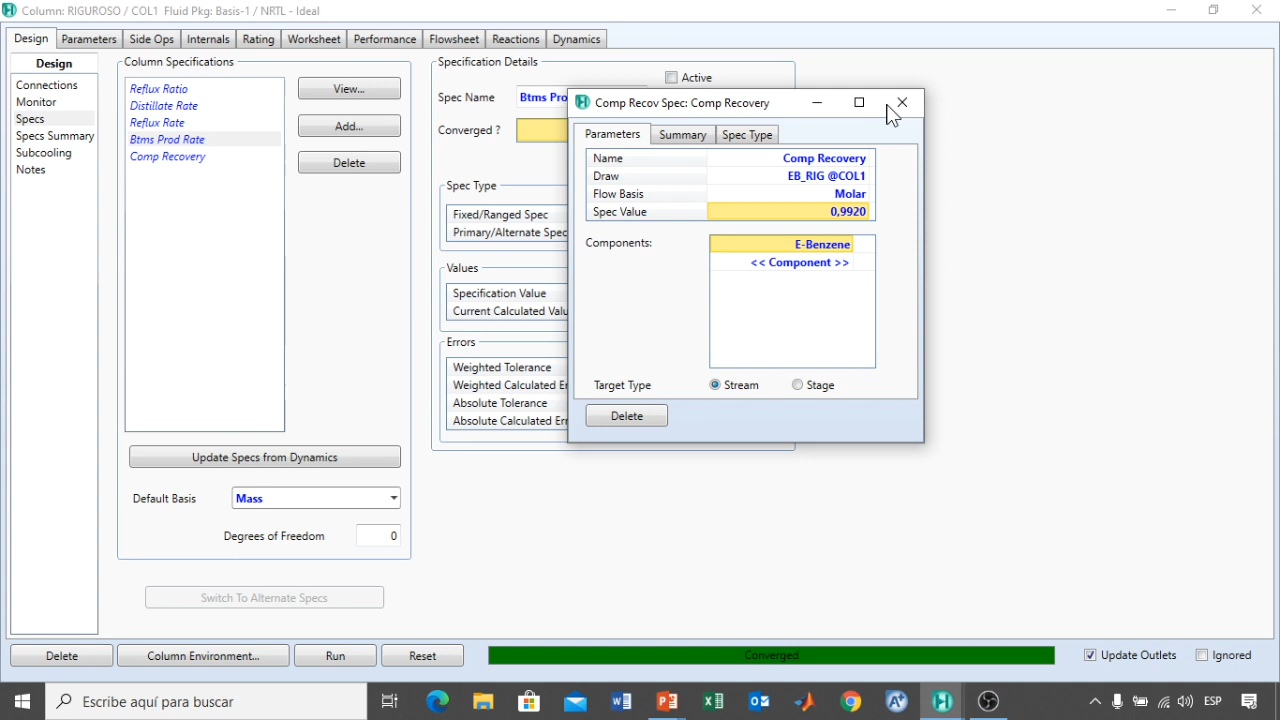 Column: RIGUROSO / COL1  Fluid Pkg: Basis-1 / NRTL - Ideal
Design Parameters Side Ops Internals Rating Worksheet Performance Flowsheet Reactions Dynamics
Design
Connections
Monitor
Specs
Specs Summary
Subcooling
Notes
Column Specifications
Reflux Ratio
Distillate Rate
Reflux Rate
Btms Prod Rate
Comp Recovery
View...
Add...
Delete
Update Specs from Dynamics
Default Basis Mass
Degrees of Freedom 0
Switch To Alternate Specs
Specification Details
Active
Spec Name Btms Pro
Converged ?
Spec Type
Fixed/Ranged Spec
Primary/Alternate Spec
Values
Specification Value
Current Calculated Valu
Errors
Weighted Tolerance
Weighted Calculated Er
Absolute Tolerance
Absolute Calculated Err
Comp Recov Spec: Comp Recovery
Parameters Summary Spec Type
Name Comp Recovery
Draw EB_RIG @COL1
Flow Basis Molar
Spec Value 0,9920
Components: E-Benzene
<< Component >>
Target Type Stream Stage
Delete
Delete Column Environment... Run Reset Converged Update Outlets Ignored
Escribe aquí para buscar
ESP